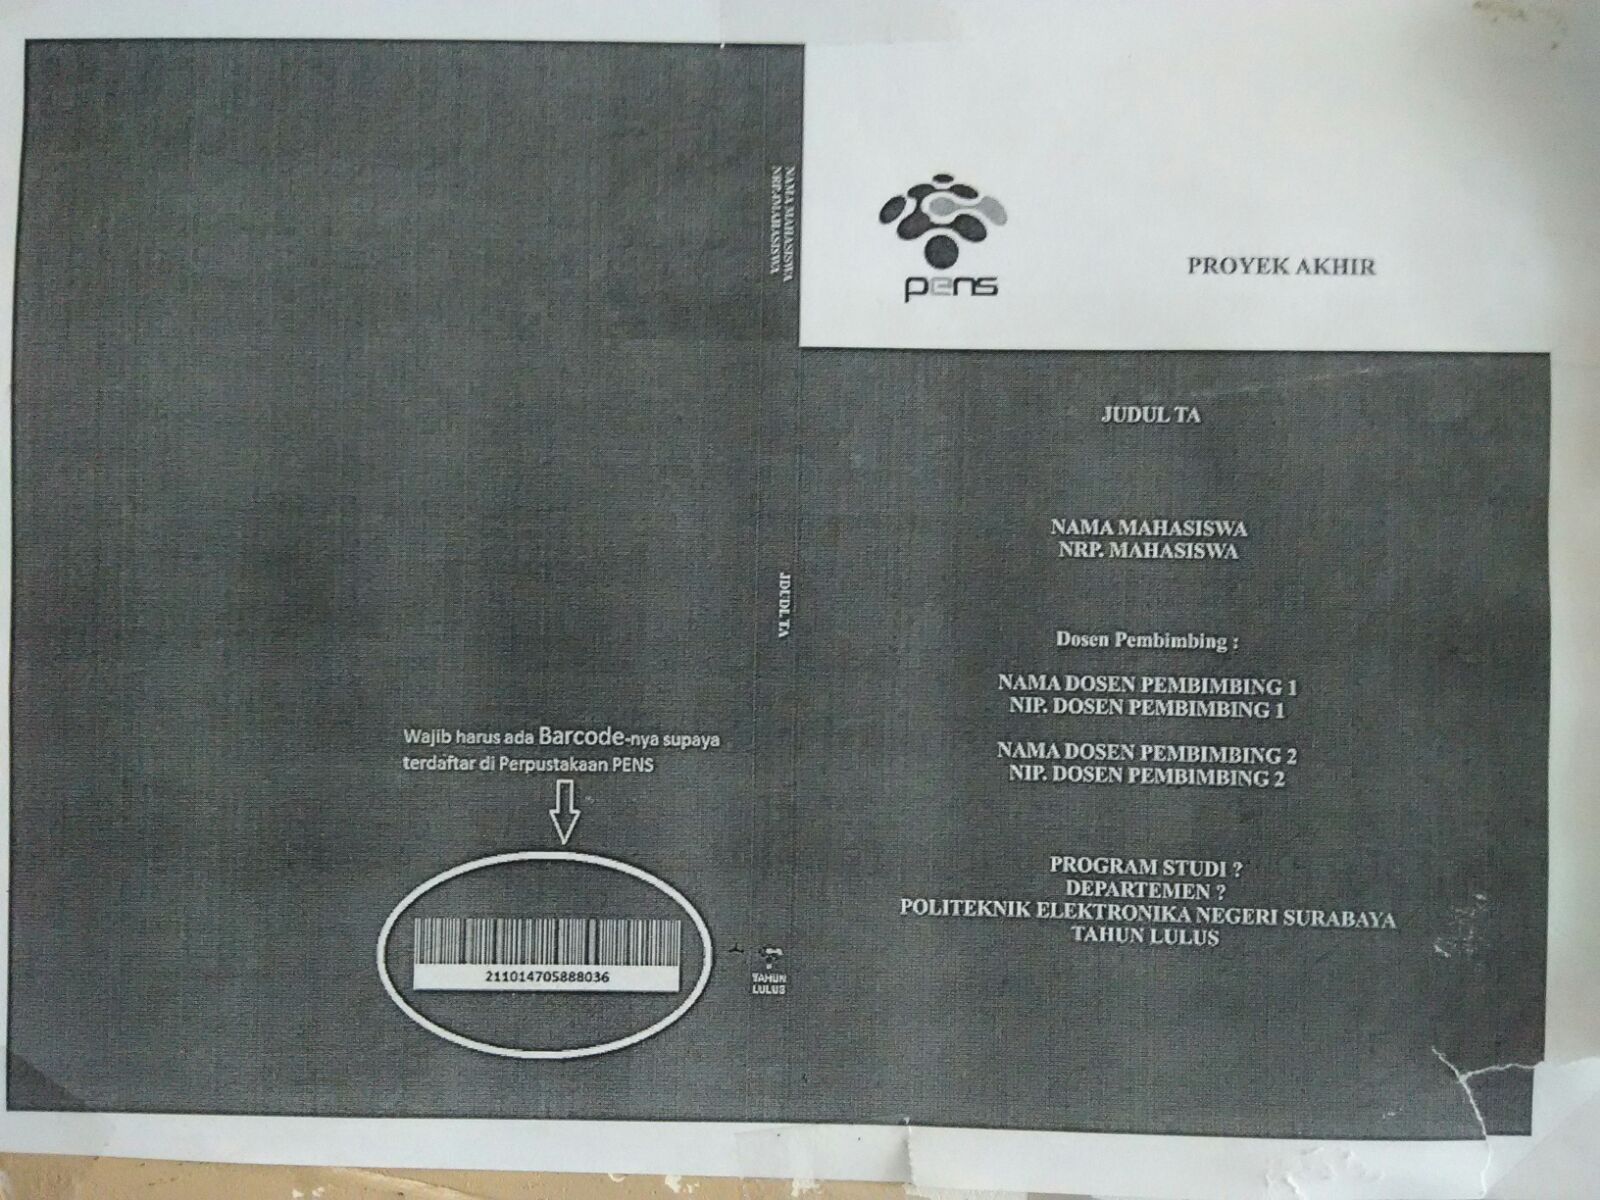 Wajib harus ada Barcode-nya supaya
terdaftar di Perpustakaan PENS
211014705888036
NAMA MAHASISWA
NRP. MAHASISWA
JDUDL TA
TAHUN
LULUS
pens
PROYEK AKHIR
JUDUL TA
NAMA MAHASISWA
NRP. MAHASISWA
Dosen Pembimbing :
NAMA DOSEN PEMBIMBING 1
NIP. DOSEN PEMBIMBING 1
NAMA DOSEN PEMBIMBING 2
NIP. DOSEN PEMBIMBING 2
PROGRAM STUDI ?
DEPARTEMEN ?
POLITEKNIK ELEKTRONIKA NEGERI SURABAYA
TAHUN LULUS